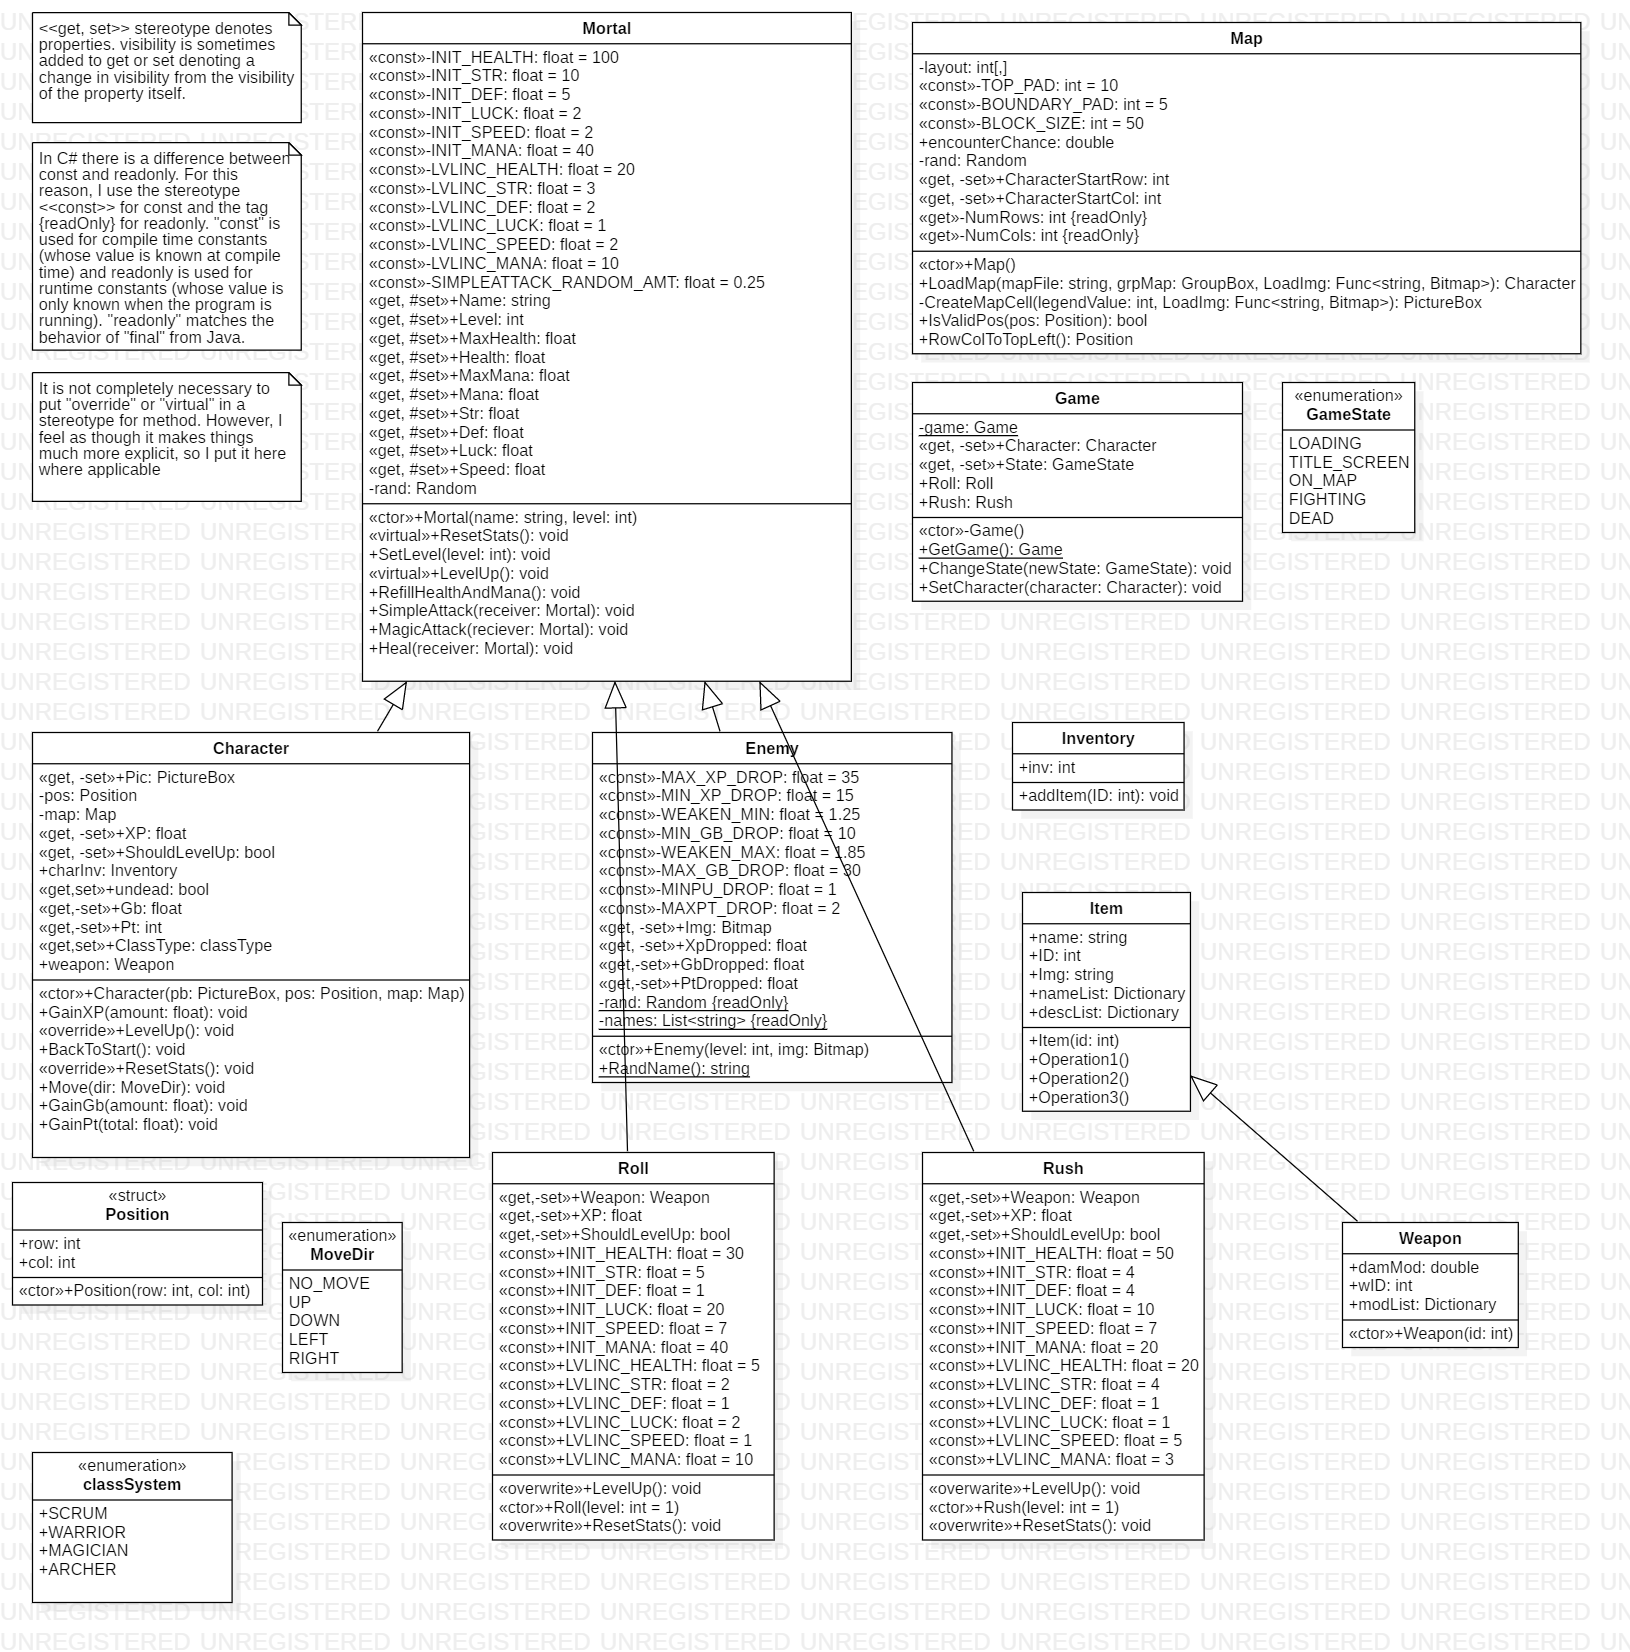 <<get, set>> stereotype denotes
properties. visibility is sometimes
added to get or set denoting a
change in visibility from the visibility
of the property itself.
In C# there is a difference between
const and readonly. For this
reason, I use the stereotype
<<const>> for const and the tag
{readOnly} for readonly. "const" is
used for compile time constants
(whose value is known at compile
time) and readonly is used for
runtime constants (whose value is
only known when the program is
running). "readonly" matches the
behavior of "final" from Java.
It is not completely necessary to
put "override" or "virtual" in a
stereotype for method. However, I
feel as though it makes things
much more explicit, so I put it here
where applicable
Mortal
«const»-INIT_HEALTH: float = 100
«const»-INIT_STR: float = 10
«const»-INIT_DEF: float = 5
«const»-INIT_LUCK: float = 2
«const»-INIT_SPEED: float = 2
«const»-INIT_MANA: float = 40
«const»-LVLINC_HEALTH: float = 20
«const»-LVLINC_STR: float = 3
«const»-LVLINC_DEF: float = 2
«const»-LVLINC_LUCK: float = 1
«const»-LVLINC_SPEED: float = 2
«const»-LVLINC_MANA: float = 10
«const»-SIMPLEATTACK_RANDOM_AMT: float = 0.25
«get, #set»+Name: string
«get, #set»+Level: int
«get, #set»+MaxHealth: float
«get, #set»+Health: float
«get, #set»+MaxMana: float
«get, #set»+Mana: float
«get, #set»+Str: float
«get, #set»+Def: float
«get, #set»+Luck: float
«get, #set»+Speed: float
-rand: Random
«ctor»+Mortal(name: string, level: int)
«virtual»+ResetStats(): void
+SetLevel(level: int): void
«virtual»+LevelUp(): void
+RefillHealthAndMana(): void
+SimpleAttack(receiver: Mortal): void
+MagicAttack(reciever: Mortal): void
+Heal(receiver: Mortal): void
Map
-layout: int[,]
«const»-TOP_PAD: int = 10
«const»-BOUNDARY_PAD: int = 5
«const»-BLOCK_SIZE: int = 50
+encounterChance: double
-rand: Random
«get, -set»+CharacterStartRow: int
«get, -set»+CharacterStartCol: int
«get»-NumRows: int {readOnly}
«get»-NumCols: int {readOnly}
«ctor»+Map()
+LoadMap(mapFile: string, grpMap: GroupBox, LoadImg: Func<string, Bitmap>): Character
-CreateMapCell(legendValue: int, LoadImg: Func<string, Bitmap>): PictureBox
+IsValidPos(pos: Position): bool
+RowColToTopLeft(): Position
Game
-game: Game
«get, -set»+Character: Character
«get, -set»+State: GameState
+Roll: Roll
+Rush: Rush
«ctor»-Game()
+GetGame(): Game
+ChangeState(newState: GameState): void
+SetCharacter(character: Character): void
«enumeration»
GameState
LOADING
TITLE_SCREEN
ON_MAP
FIGHTING
DEAD
Character
«get, -set»+Pic: PictureBox
-pos: Position
-map: Map
«get, -set»+XP: float
«get, -set»+ShouldLevelUp: bool
+charInv: Inventory
«get,set»+undead: bool
«get,-set»+Gb: float
«get,-set»+Pt: int
«get,set»+ClassType: classType
+weapon: Weapon
«ctor»+Character(pb: PictureBox, pos: Position, map: Map)
+GainXP(amount: float): void
«override»+LevelUp(): void
+BackToStart(): void
«override»+ResetStats(): void
+Move(dir: MoveDir): void
+GainGb(amount: float): void
+GainPt(total: float): void
Enemy
«const»-MAX_XP_DROP: float = 35
«const»-MIN_XP_DROP: float = 15
«const»-WEAKEN_MIN: float = 1.25
«const»-MIN_GB_DROP: float = 10
«const»-WEAKEN_MAX: float = 1.85
«const»-MAX_GB_DROP: float = 30
«const»-MINPU_DROP: float = 1
«const»-MAXPT_DROP: float = 2
«get, -set»+Img: Bitmap
«get, -set»+XpDropped: float
«get,-set»+GbDropped: float
«get,-set»+PtDropped: float
-rand: Random {readOnly}
-names: List<string> {readOnly}
«ctor»+Enemy(level: int, img: Bitmap)
+RandName(): string
Inventory
+inv: int
+addItem(ID: int): void
Item
+name: string
+ID: int
+Img: string
+nameList: Dictionary
+descList: Dictionary
+Item(id: int)
+Operation1()
+Operation2()
+Operation3()
«struct»
Position
+row: int
+col: int
«ctor»+Position(row: int, col: int)
«enumeration»
MoveDir
NO_MOVE
UP
DOWN
LEFT
RIGHT
Roll
«get,-set»+Weapon: Weapon
«get,-set»+XP: float
«get,-set»+ShouldLevelUp: bool
«const»+INIT_HEALTH: float = 30
«const»+INIT_STR: float = 5
«const»+INIT_DEF: float = 1
«const»+INIT_LUCK: float = 20
«const»+INIT_SPEED: float = 7
«const»+INIT_MANA: float = 40
«const»+LVLINC_HEALTH: float = 5
«const»+LVLINC_STR: float = 2
«const»+LVLINC_DEF: float = 1
«const»+LVLINC_LUCK: float = 2
«const»+LVLINC_SPEED: float = 1
«const»+LVLINC_MANA: float = 10
«overwrite»+LevelUp(): void
«ctor»+Roll(level: int = 1)
«overwrite»+ResetStats(): void
Rush
«get,-set»+Weapon: Weapon
«get,-set»+XP: float
«get,-set»+ShouldLevelUp: bool
«const»+INIT_HEALTH: float = 50
«const»+INIT_STR: float = 4
«const»+INIT_DEF: float = 4
«const»+INIT_LUCK: float = 10
«const»+INIT_SPEED: float = 7
«const»+INIT_MANA: float = 20
«const»+LVLINC_HEALTH: float = 20
«const»+LVLINC_STR: float = 4
«const»+LVLINC_DEF: float = 1
«const»+LVLINC_LUCK: float = 1
«const»+LVLINC_SPEED: float = 5
«const»+LVLINC_MANA: float = 3
«overwarite»+LevelUp(): void
«ctor»+Rush(level: int = 1)
«overwrite»+ResetStats(): void
Weapon
+damMod: double
+wID: int
+modList: Dictionary
«ctor»+Weapon(id: int)
«enumeration»
classSystem
+SCRUM
+WARRIOR
+MAGICIAN
+ARCHER
UNREGISTERED